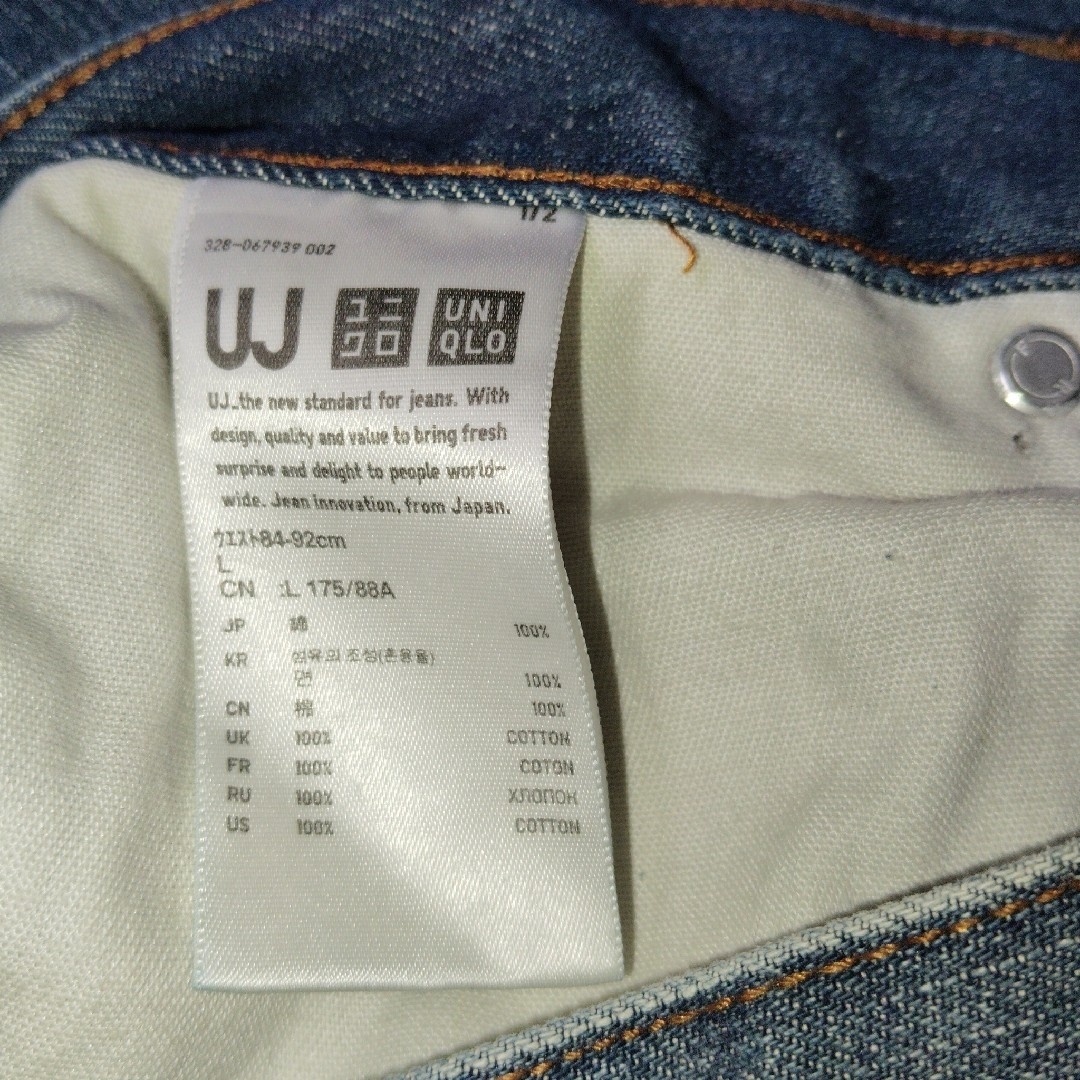 1/2
328-067939 002
UJ ユニクロ UNIQLO
UJ_the new standard for jeans. With
design, quality and value to bring fresh
surprise and delight to people world-
wide. Jean innovation, from Japan.
ウエスト84-92cm
L
CN :L 175/88A
JP 綿 100%
KR 섬유의 조성(혼용율)
면 100%
CN 棉 100%
UK 100% COTTON
FR 100% COTON
RU 100% ХЛОПОК
US 100% COTTON